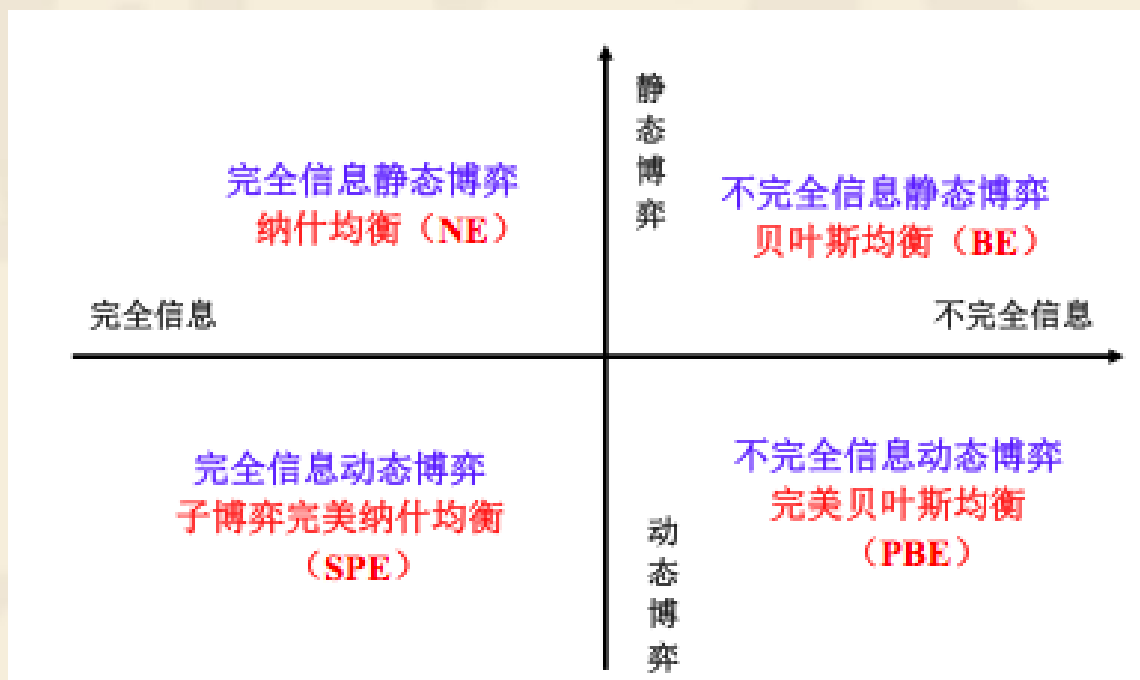 静态博弈
完全信息静态博弈
纳什均衡（NE）
不完全信息静态博弈
贝叶斯均衡（BE）
完全信息
不完全信息
完全信息动态博弈
子博弈完美纳什均衡
（SPE）
不完全信息动态博弈
完美贝叶斯均衡
（PBE）
动态博弈